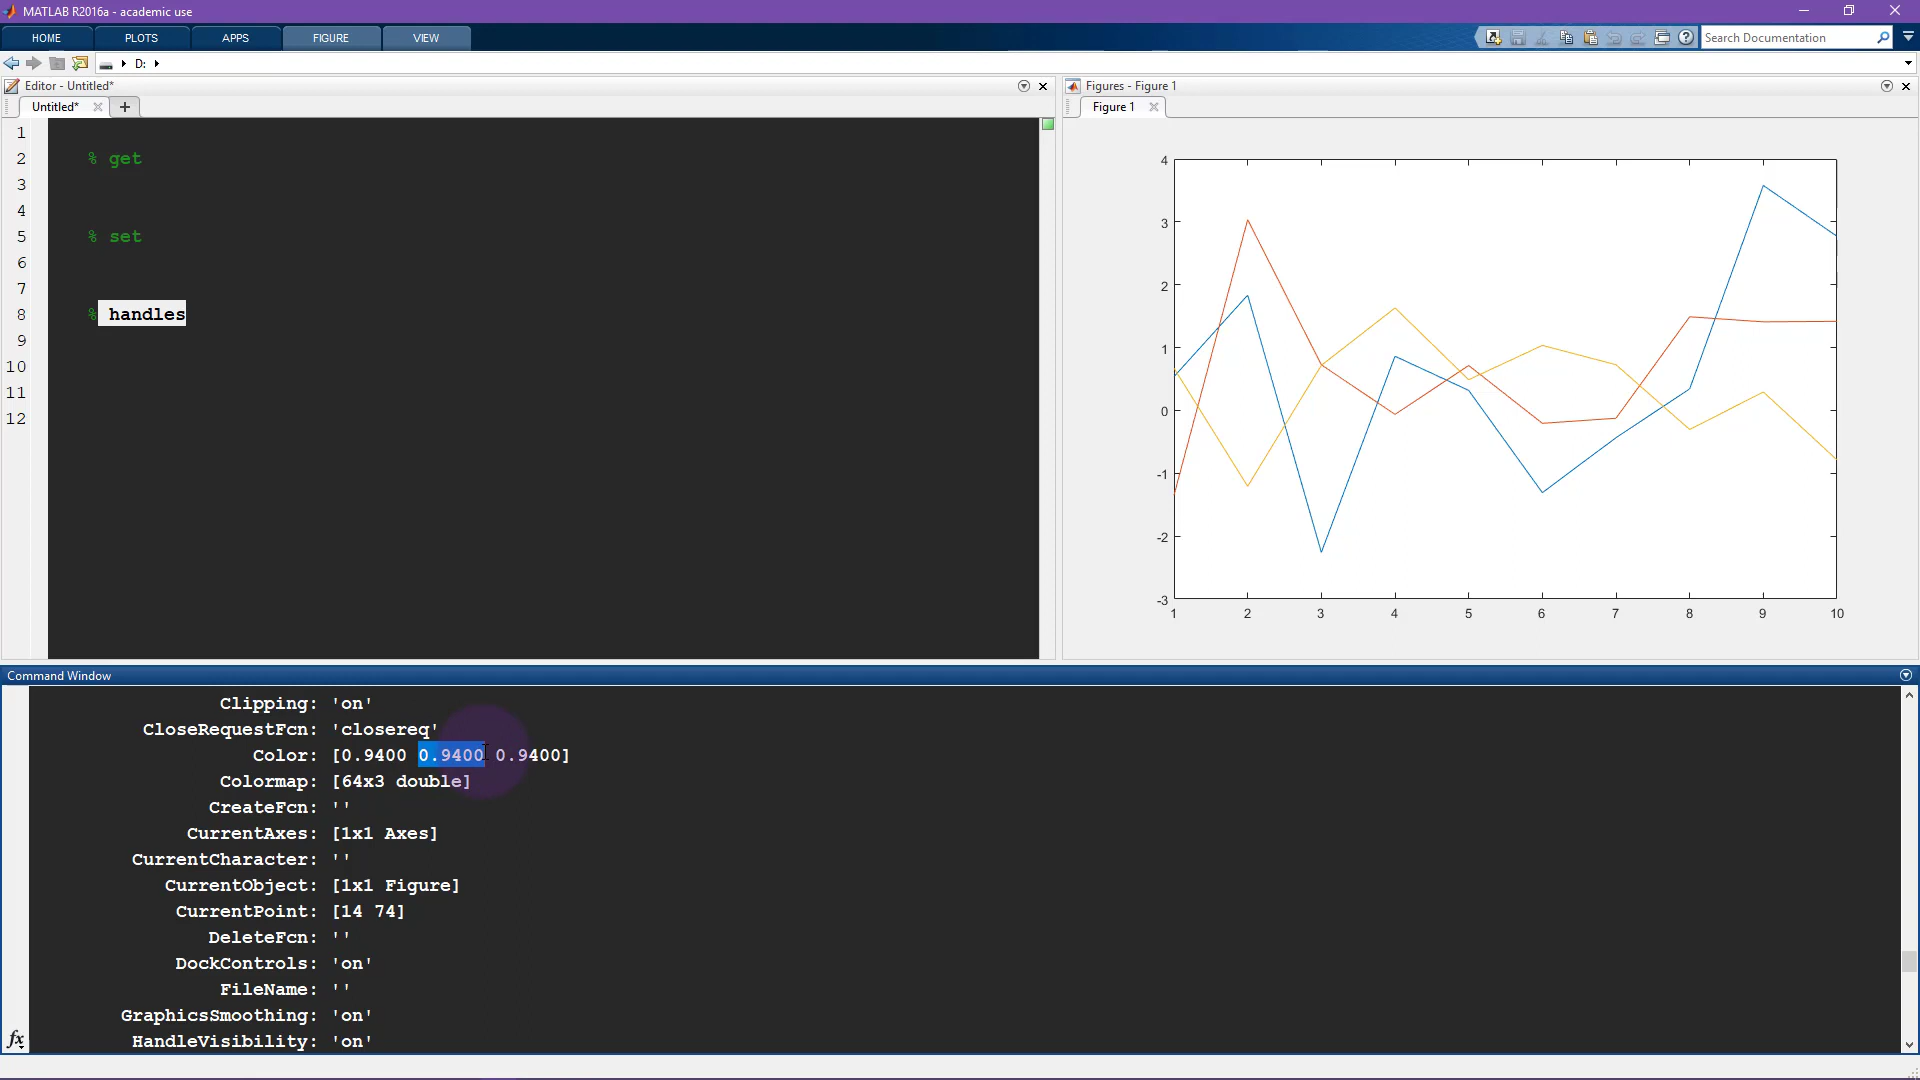 MATLAB R2016a - academic use
HOME PLOTS APPS FIGURE VIEW
Search Documentation
D:
Editor - Untitled*
Untitled*
1
2 % get
3
4
5 % set
6
7
8 % handles
9
10
11
12
Figures - Figure 1
Figure 1
4
3
2
1
0
-1
-2
-3
1 2 3 4 5 6 7 8 9 10
Command Window
Clipping: 'on'
CloseRequestFcn: 'closereq'
Color: [0.9400 0.9400 0.9400]
Colormap: [64x3 double]
CreateFcn: ''
CurrentAxes: [1x1 Axes]
CurrentCharacter: ''
CurrentObject: [1x1 Figure]
CurrentPoint: [14 74]
DeleteFcn: ''
DockControls: 'on'
FileName: ''
GraphicsSmoothing: 'on'
HandleVisibility: 'on'
fx